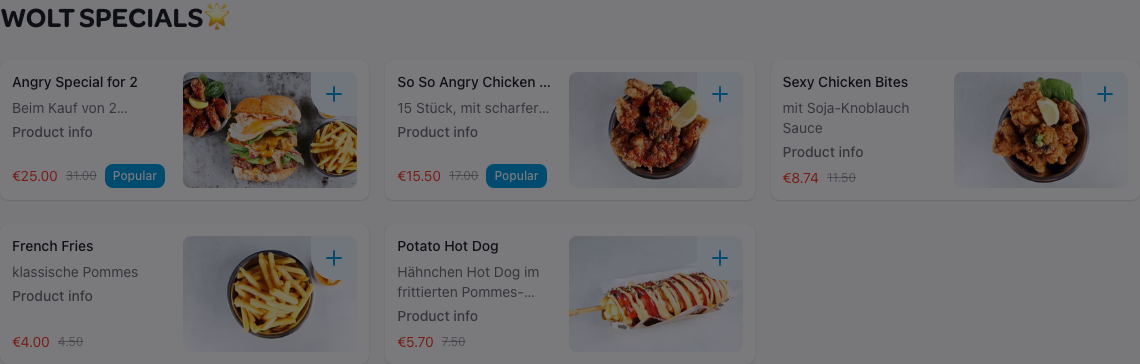 WOLT SPECIALS🌟
Angry Special for 2
Beim Kauf von 2...
Product info
€25.00 31.00 Popular
So So Angry Chicken ...
15 Stück, mit scharfer...
Product info
€15.50 17.00 Popular
Sexy Chicken Bites
mit Soja-Knoblauch
Sauce
Product info
€8.74 11.50
French Fries
klassische Pommes
Product info
€4.00 4.50
Potato Hot Dog
Hähnchen Hot Dog im
frittierten Pommes-...
Product info
€5.70 7.50